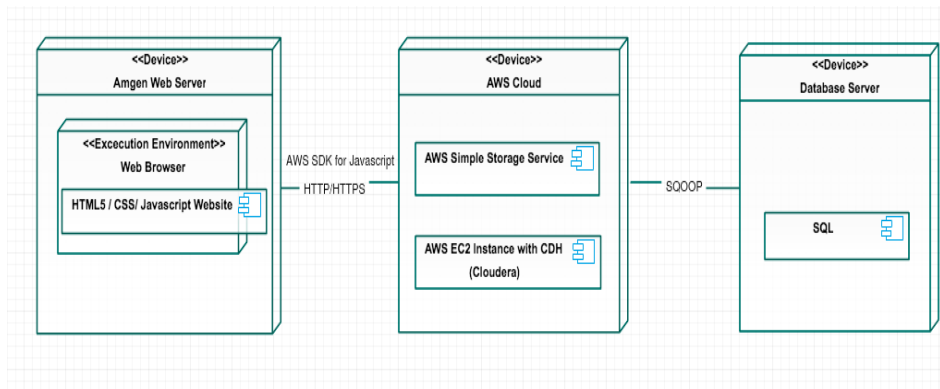 <<Device>>
Amgen Web Server
<<Excecution Environment>>
Web Browser
HTML5 / CSS/ Javascript Website
AWS SDK for Javascript
HTTP/HTTPS
<<Device>>
AWS Cloud
AWS Simple Storage Service
AWS EC2 Instance with CDH
(Cloudera)
SQOOP
<<Device>>
Database Server
SQL